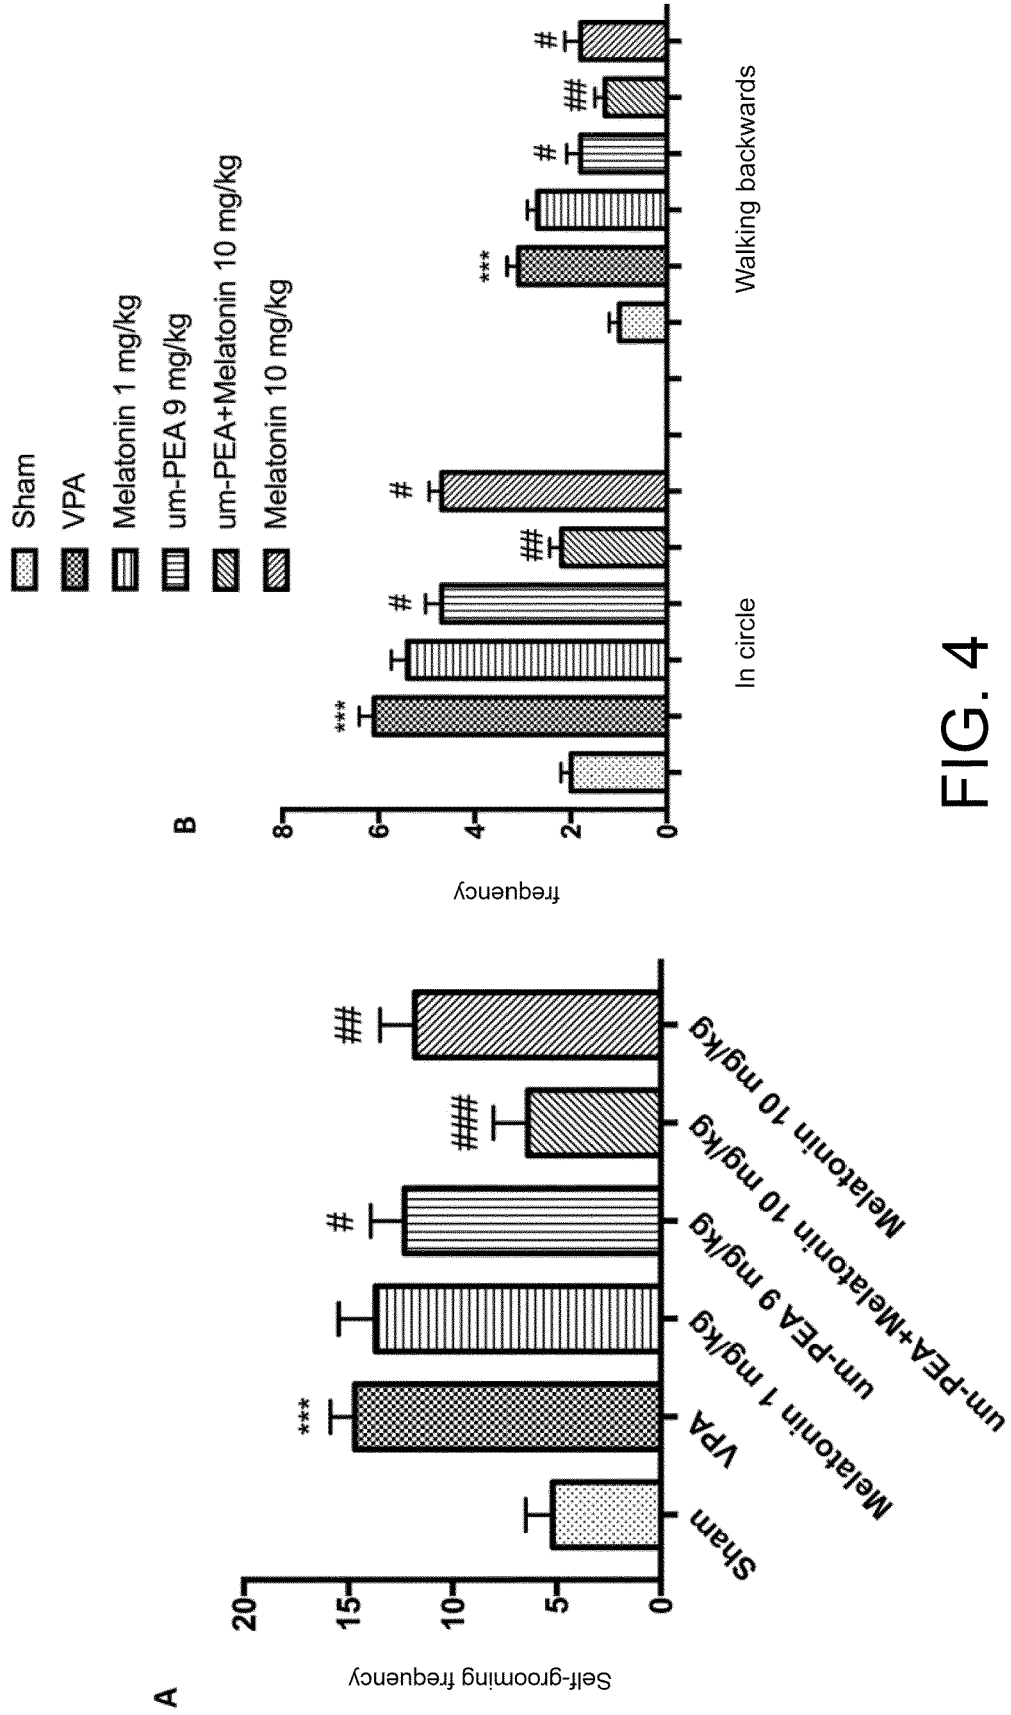 A
Self-grooming frequency
20
15
10
5
0
***
#
###
##
Sham
VPA
Melatonin 1 mg/kg
um-PEA 9 mg/kg
um-PEA+Melatonin 10 mg/kg
Melatonin 10 mg/kg
B
Sham
VPA
Melatonin 1 mg/kg
um-PEA 9 mg/kg
um-PEA+Melatonin 10 mg/kg
Melatonin 10 mg/kg
frequency
8
6
4
2
0
***
#
##
#
***
#
##
#
In circle
Walking backwards
FIG. 4